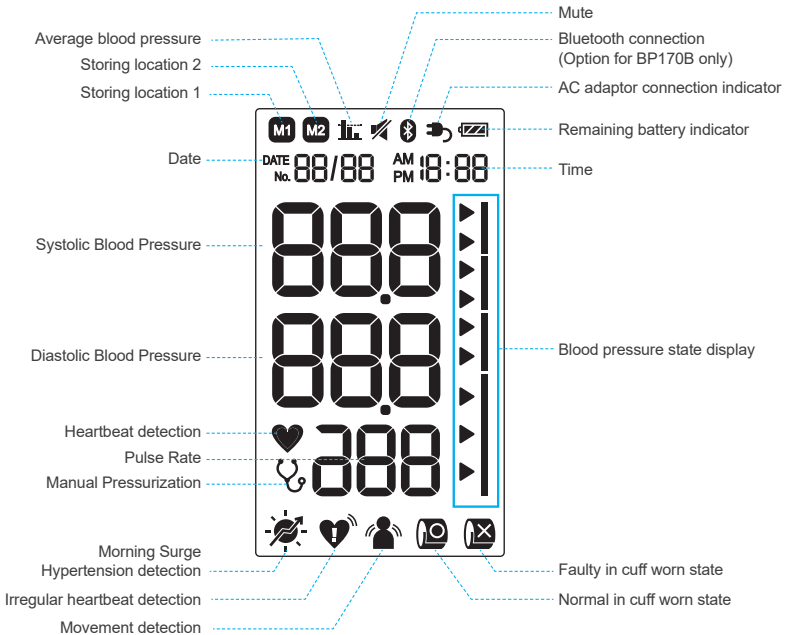 Mute
Average blood pressure
Bluetooth connection
(Option for BP170B only)
Storing location 2
AC adaptor connection indicator
Storing location 1
M1 M2
Remaining battery indicator
Date
DATE
No. 88/88
AM
PM 18:88
Time
888
Systolic Blood Pressure
888
Diastolic Blood Pressure
Blood pressure state display
Heartbeat detection
Pulse Rate
288
Manual Pressurization
Morning Surge
Hypertension detection
Faulty in cuff worn state
Irregular heartbeat detection
Normal in cuff worn state
Movement detection